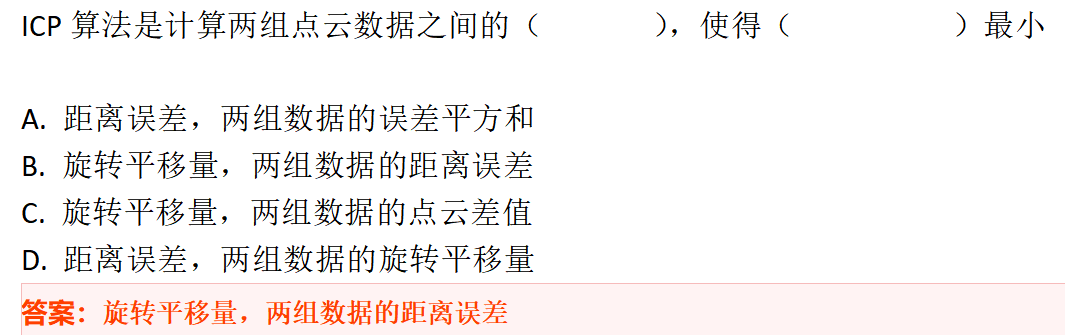 ICP 算法是计算两组点云数据之间的（ ），使得（ ）最小
A. 距离误差，两组数据的误差平方和
B. 旋转平移量，两组数据的距离误差
C. 旋转平移量，两组数据的点云差值
D. 距离误差，两组数据的旋转平移量
答案：旋转平移量，两组数据的距离误差